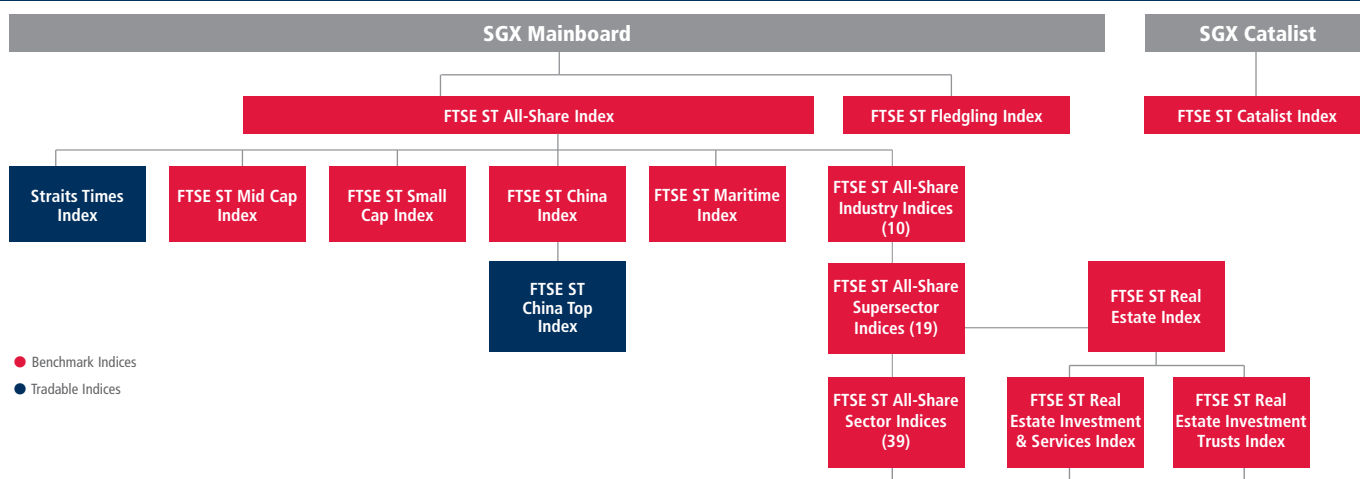 SGX Mainboard
SGX Catalist
FTSE ST All-Share Index
FTSE ST Fledgling Index
FTSE ST Catalist Index
Straits Times
Index
FTSE ST Mid Cap
Index
FTSE ST Small
Cap Index
FTSE ST China
Index
FTSE ST Maritime
Index
FTSE ST All-Share
Industry Indices
(10)
FTSE ST
China Top
Index
FTSE ST All-Share
Supersector
Indices (19)
FTSE ST Real
Estate Index
Benchmark Indices
Tradable Indices
FTSE ST All-Share
Sector Indices
(39)
FTSE ST Real
Estate Investment
& Services Index
FTSE ST Real
Estate Investment
Trusts Index